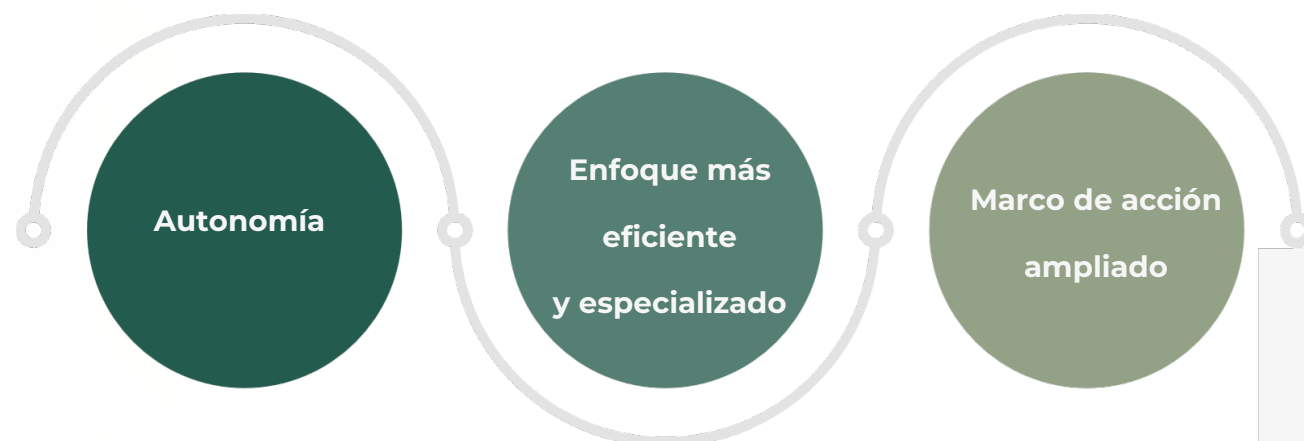 Autonomía
Enfoque más
eficiente
y especializado
Marco de acción
ampliado